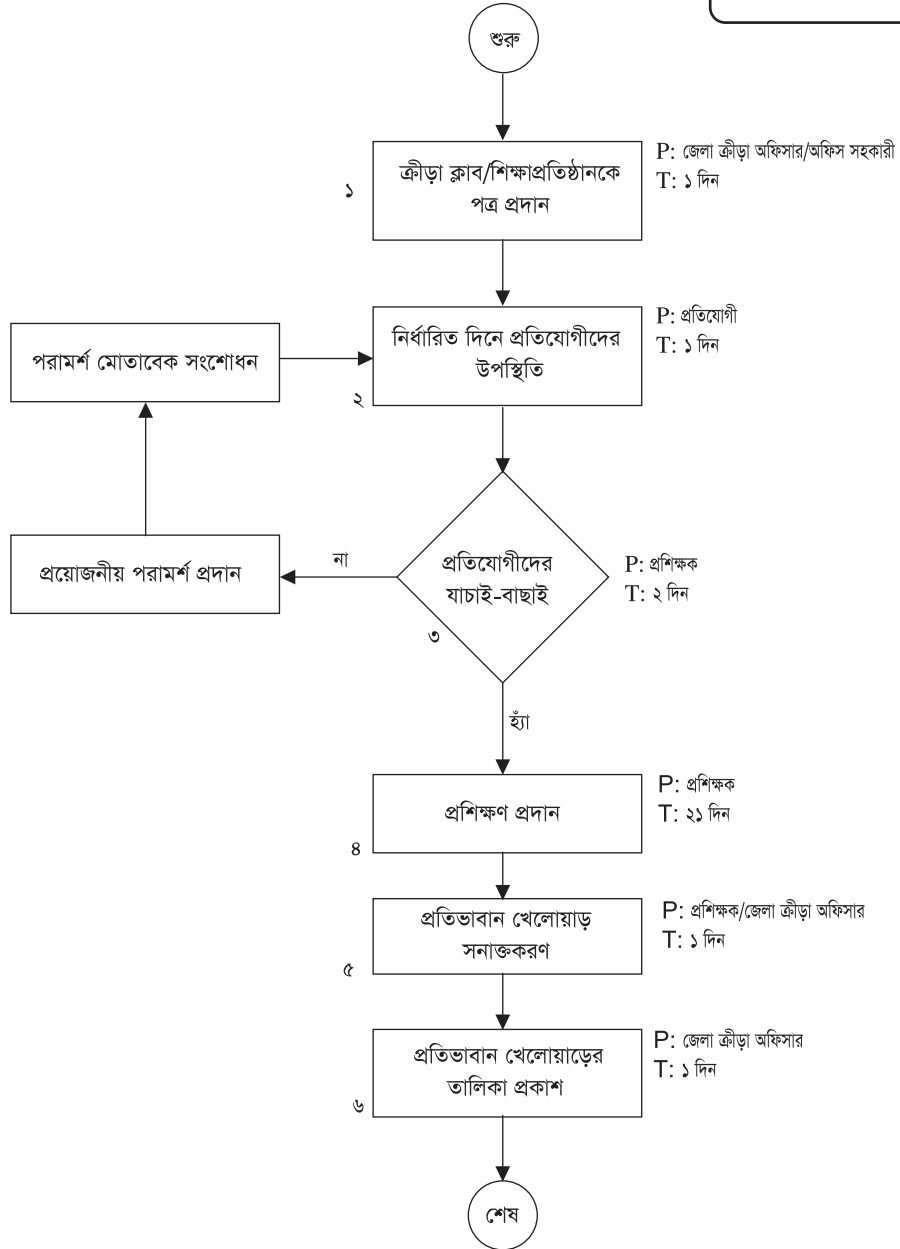 শুরু
ক্রীড়া ক্লাব/শিক্ষাপ্রতিষ্ঠানকে
পত্র প্রদান
১
P: জেলা ক্রীড়া অফিসার/অফিস সহকারী
T: ১ দিন
নির্ধারিত দিনে প্রতিযোগীদের
উপস্থিতি
২
P: প্রতিযোগী
T: ১ দিন
পরামর্শ মোতাবেক সংশোধন
প্রয়োজনীয় পরামর্শ প্রদান
না
প্রতিযোগীদের
যাচাই-বাছাই
৩
P: প্রশিক্ষক
T: ২ দিন
হ্যাঁ
প্রশিক্ষণ প্রদান
৪
P: প্রশিক্ষক
T: ২১ দিন
প্রতিভাবান খেলোয়াড়
সনাক্তকরণ
৫
P: প্রশিক্ষক/জেলা ক্রীড়া অফিসার
T: ১ দিন
প্রতিভাবান খেলোয়াড়ের
তালিকা প্রকাশ
৬
P: জেলা ক্রীড়া অফিসার
T: ১ দিন
শেষ